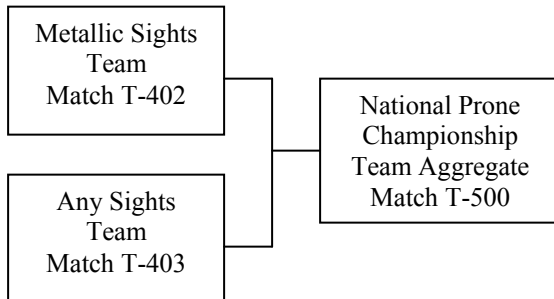 Metallic Sights
Team
Match T-402
National Prone
Championship
Team Aggregate
Match T-500
Any Sights
Team
Match T-403